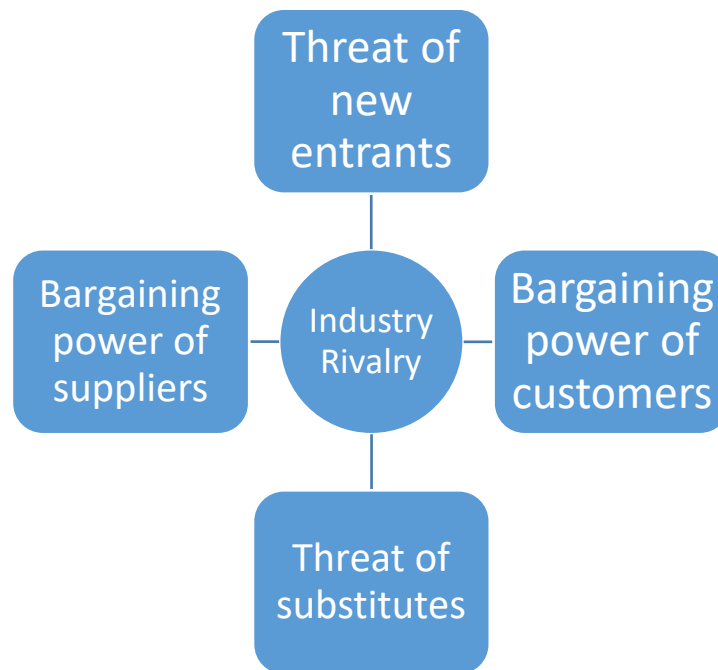 Threat of
new
entrants
Bargaining
power of
suppliers
Industry
Rivalry
Bargaining
power of
customers
Threat of
substitutes